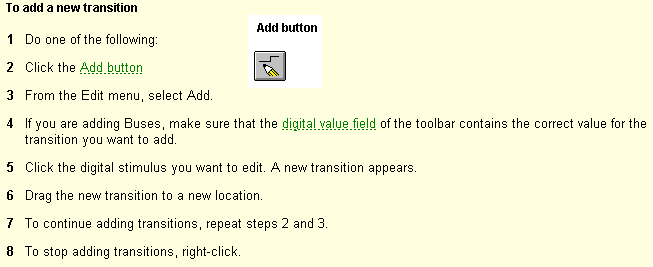 To add a new transition
Add button
1 Do one of the following:
2 Click the Add button
3 From the Edit menu, select Add.
4 If you are adding Buses, make sure that the digital value field of the toolbar contains the correct value for the
transition you want to add.
5 Click the digital stimulus you want to edit. A new transition appears.
6 Drag the new transition to a new location.
7 To continue adding transitions, repeat steps 2 and 3.
8 To stop adding transitions, right-click.